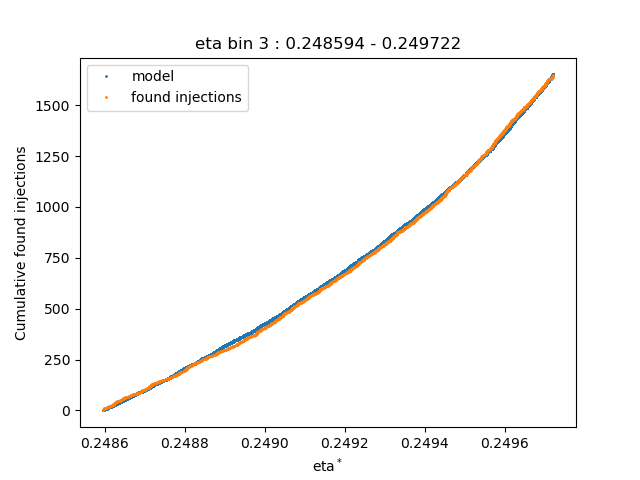 eta bin 3 : 0.248594 - 0.249722
model
found injections
Cumulative found injections
1500
1250
1000
750
500
250
0
0.2486 0.2488 0.2490 0.2492 0.2494 0.2496
eta*